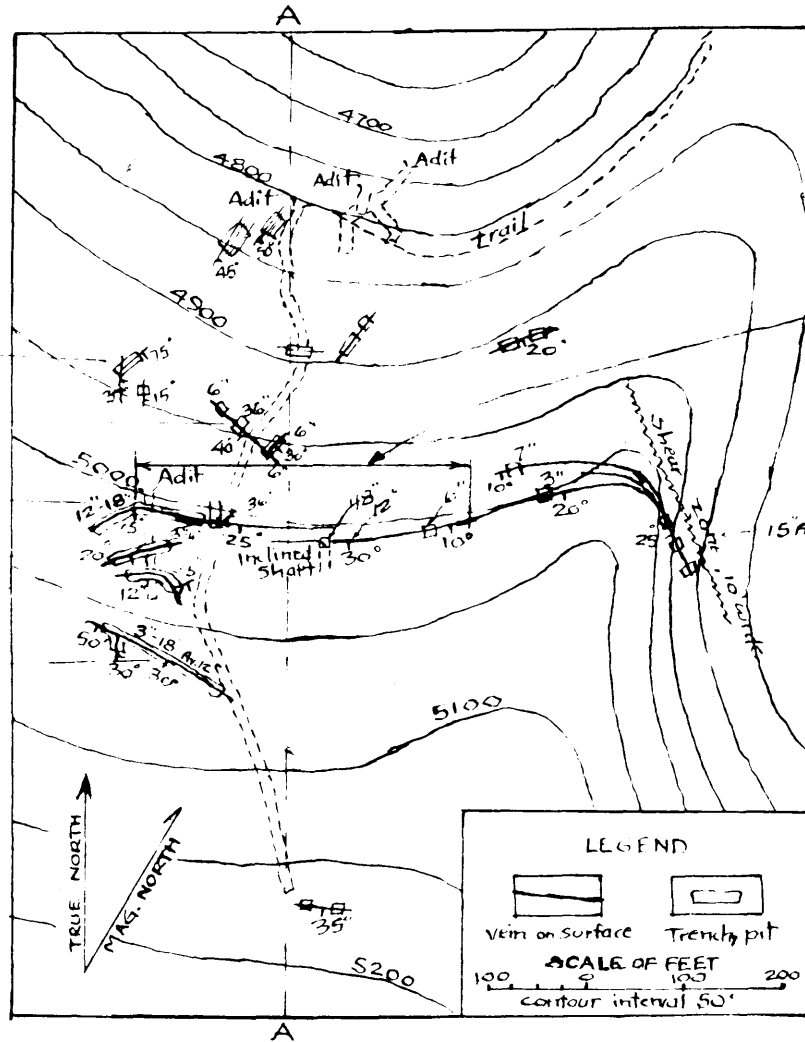 A
4700
4800
Adit
Adit
Adit
trail
45°
4900
75°
15°
20°
6"
36"
40°
6"
6"
5000
Adit
12"-18"
25°
48"
12"
6"
7"
10°
3"
20°
Shear
Zone
10' wide
25°
10°
30°
Inclined
Shaft
20
50°
3"-18" Av. 12"
30°
30°
5100
35°
5200
TRUE NORTH
MAG. NORTH
LEGEND
Vein on surface
Trench, pit
SCALE OF FEET
100 0 100 200
Contour interval 50'
A